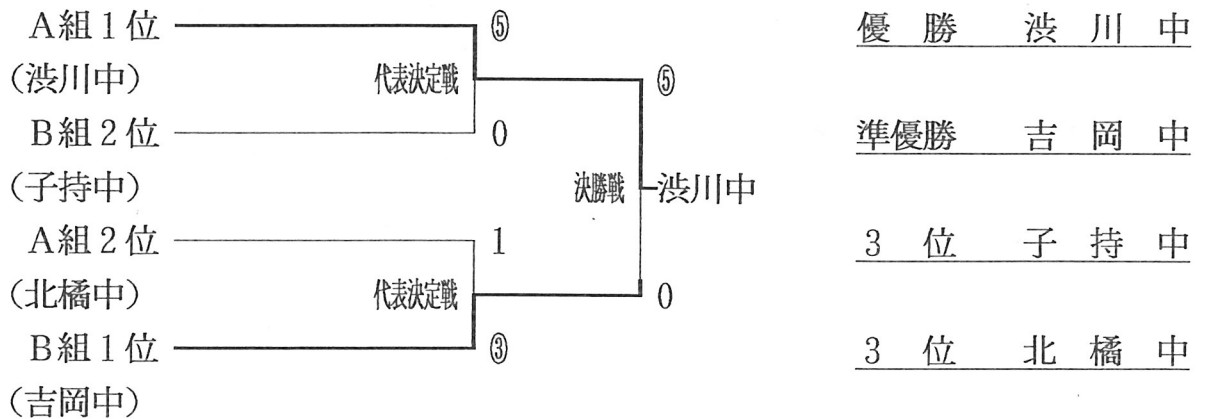 A組1位 ⑤ 優勝 渋川中
(渋川中) 代表決定戦 ⑤
B組2位 0 準優勝 吉岡中
(子持中) 決勝戦 渋川中
A組2位 1 3位 子持中
(北橘中) 代表決定戦 0
B組1位 ③ 3位 北橘中
(吉岡中)